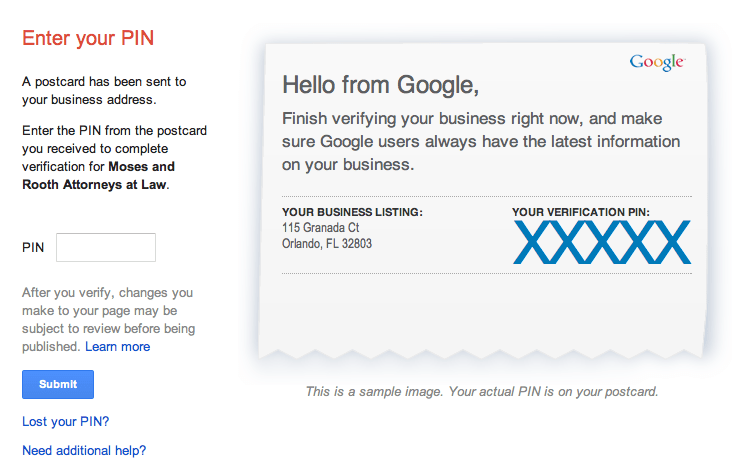 Enter your PIN
A postcard has been sent to
your business address.
Enter the PIN from the postcard
you received to complete
verification for Moses and
Rooth Attorneys at Law.
PIN
After you verify, changes you
make to your page may be
subject to review before being
published. Learn more
Submit
Lost your PIN?
Need additional help?
Google
Hello from Google,
Finish verifying your business right now, and make
sure Google users always have the latest information
on your business.
YOUR BUSINESS LISTING:
115 Granada Ct
Orlando, FL 32803
YOUR VERIFICATION PIN:
XXXXX
This is a sample image. Your actual PIN is on your postcard.